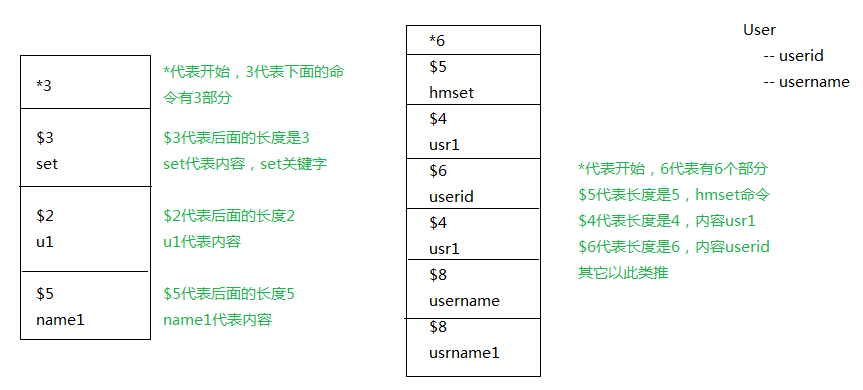 *3
*代表开始，3代表下面的命
令有3部分
$3
set
$3代表后面的长度是3
set代表内容，set关键字
$2
u1
$2代表后面的长度2
u1代表内容
$5
name1
$5代表后面的长度5
name1代表内容
*6
$5
hmset
$4
usr1
$6
userid
$4
usr1
$8
username
$8
usrname1
User
-- userid
-- username
*代表开始，6代表有6个部分
$5代表长度是5，hmset命令
$4代表长度是4，内容usr1
$6代表长度是6，内容userid
其它以此类推